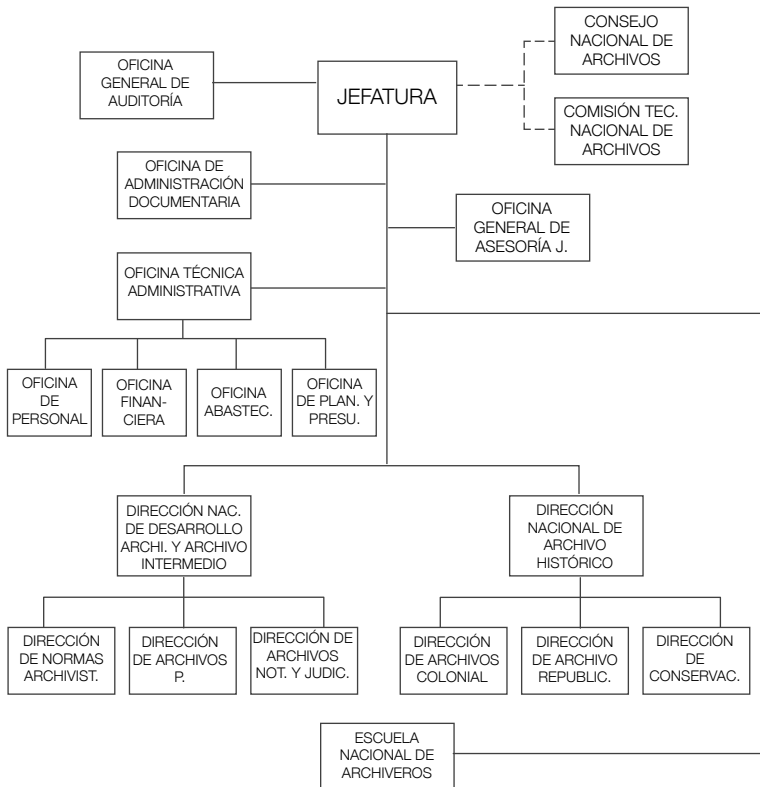 CONSEJO
NACIONAL DE
ARCHIVOS
OFICINA
GENERAL DE
AUDITORÍA
JEFATURA
COMISIÓN TEC.
NACIONAL DE
ARCHIVOS
OFICINA DE
ADMINISTRACIÓN
DOCUMENTARIA
OFICINA
GENERAL DE
ASESORÍA J.
OFICINA TÉCNICA
ADMINISTRATIVA
OFICINA
DE
PERSONAL
OFICINA
FINAN-
CIERA
OFICINA
ABASTEC.
OFICINA
DE PLAN. Y
PRESU.
DIRECCIÓN NAC.
DE DESARROLLO
ARCHI. Y ARCHIVO
INTERMEDIO
DIRECCIÓN
NACIONAL DE
ARCHIVO
HISTÓRICO
DIRECCIÓN
DE NORMAS
ARCHIVIST.
DIRECCIÓN
DE ARCHIVOS
P.
DIRECCIÓN DE
ARCHIVOS
NOT. Y JUDIC.
DIRECCIÓN
DE ARCHIVOS
COLONIAL
DIRECCIÓN
DE ARCHIVO
REPUBLIC.
DIRECCIÓN
DE
CONSERVAC.
ESCUELA
NACIONAL DE
ARCHIVEROS